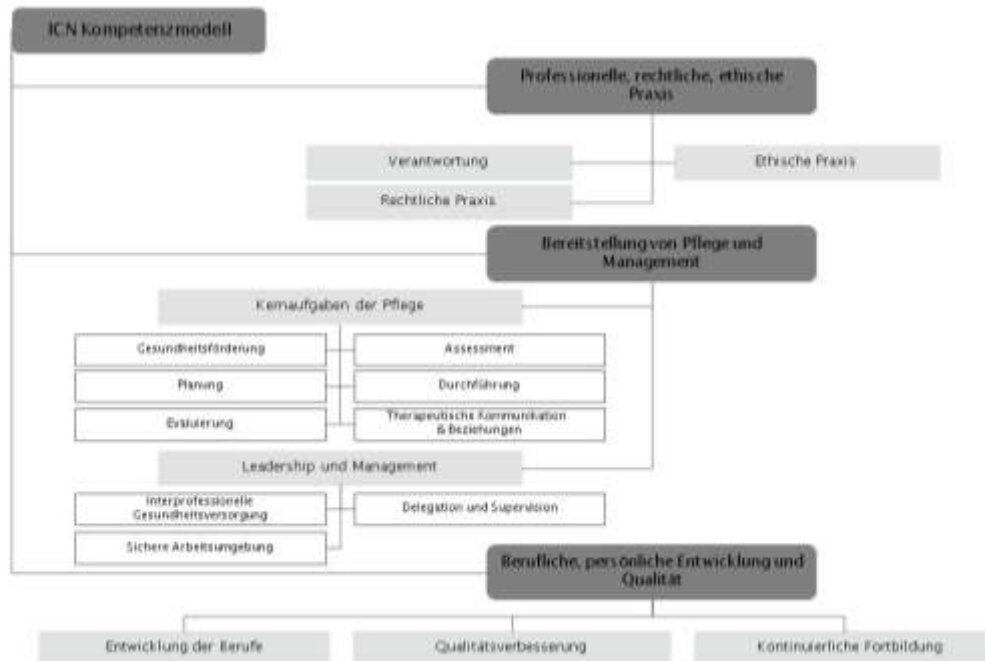 ICN Kompetenzmodell
Professionelle, rechtliche, ethische
Praxis
Verantwortung
Ethische Praxis
Rechtliche Praxis
Bereitstellung von Pflege und
Management
Kernaufgaben der Pflege
Gesundheitsförderung
Assessment
Planung
Durchführung
Evaluierung
Therapeutische Kommunikation
& Beziehungen
Leadership und Management
Interprofessionelle
Gesundheitsversorgung
Delegation und Supervision
Sichere Arbeitsumgebung
Berufliche, persönliche Entwicklung und
Qualität
Entwicklung der Berufe
Qualitätsverbesserung
Kontinuierliche Fortbildung